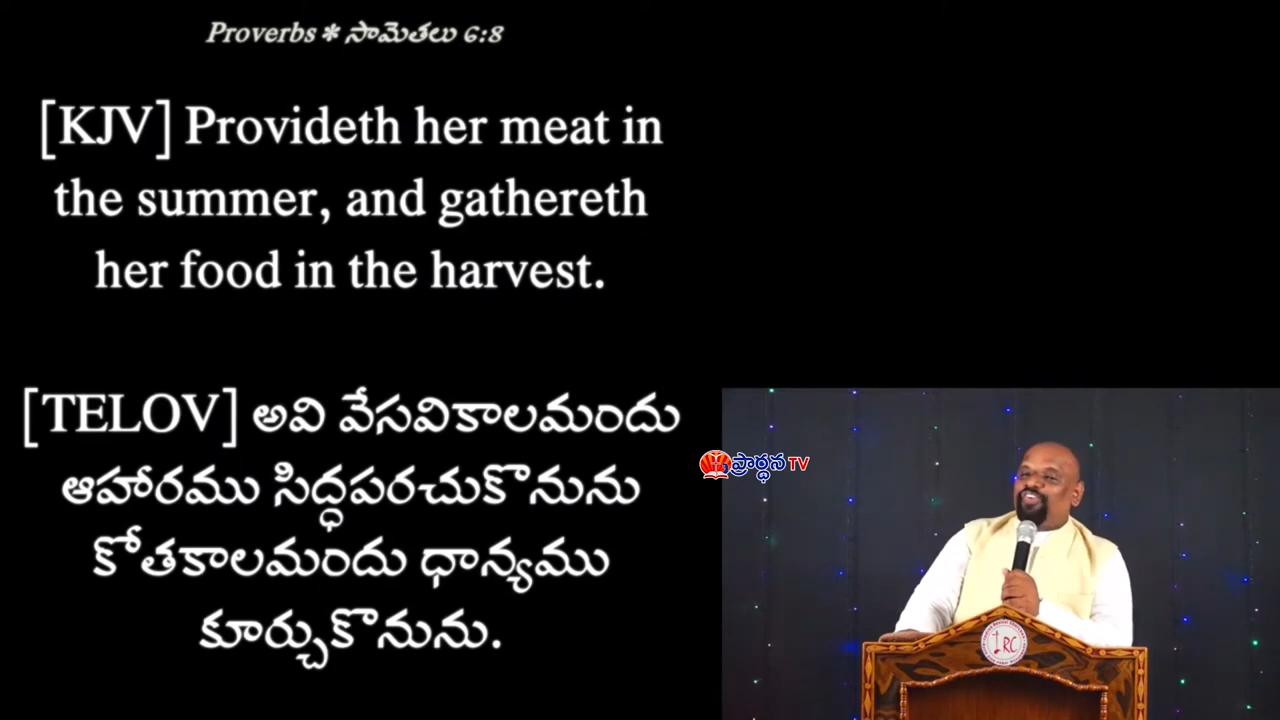 Proverbs * సామెతలు 6:8
[KJV] Provideth her meat in
the summer, and gathereth
her food in the harvest.
[TELOV] అవి వేసవికాలమందు
ఆహారము సిద్ధపరచుకొనును
కోతకాలమందు ధాన్యము
కూర్చుకొనును.
ప్రార్థన TV
IRC